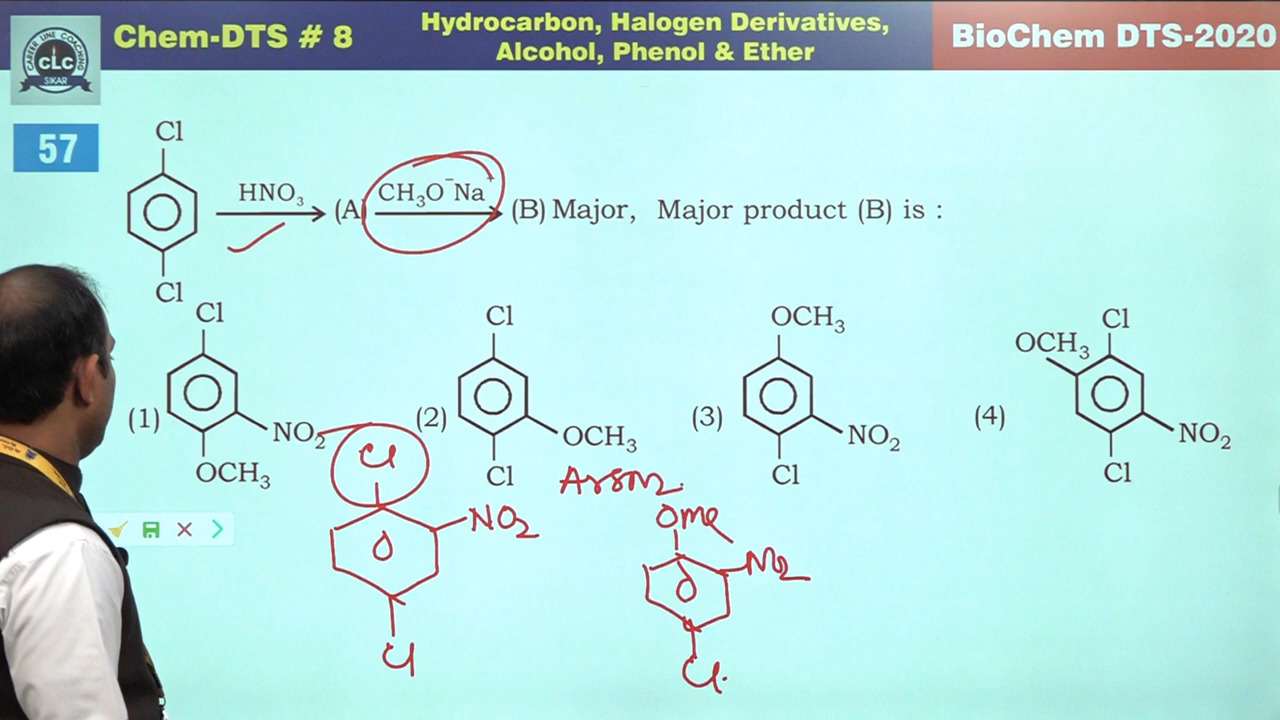 CAREER LINE COACHING
CLC
SIKAR
Chem-DTS # 8
Hydrocarbon, Halogen Derivatives,
Alcohol, Phenol & Ether
BioChem DTS-2020
57
Cl
Cl
HNO₃
(A)
CH₃O⁻Na⁺
(B) Major, Major product (B) is :
(1)
Cl
NO₂
OCH₃
(2)
Cl
OCH₃
Cl
(3)
OCH₃
NO₂
Cl
(4)
OCH₃
Cl
NO₂
Cl
Cl
NO₂
Cl
ArSN₂
OMe
NO₂
Cl